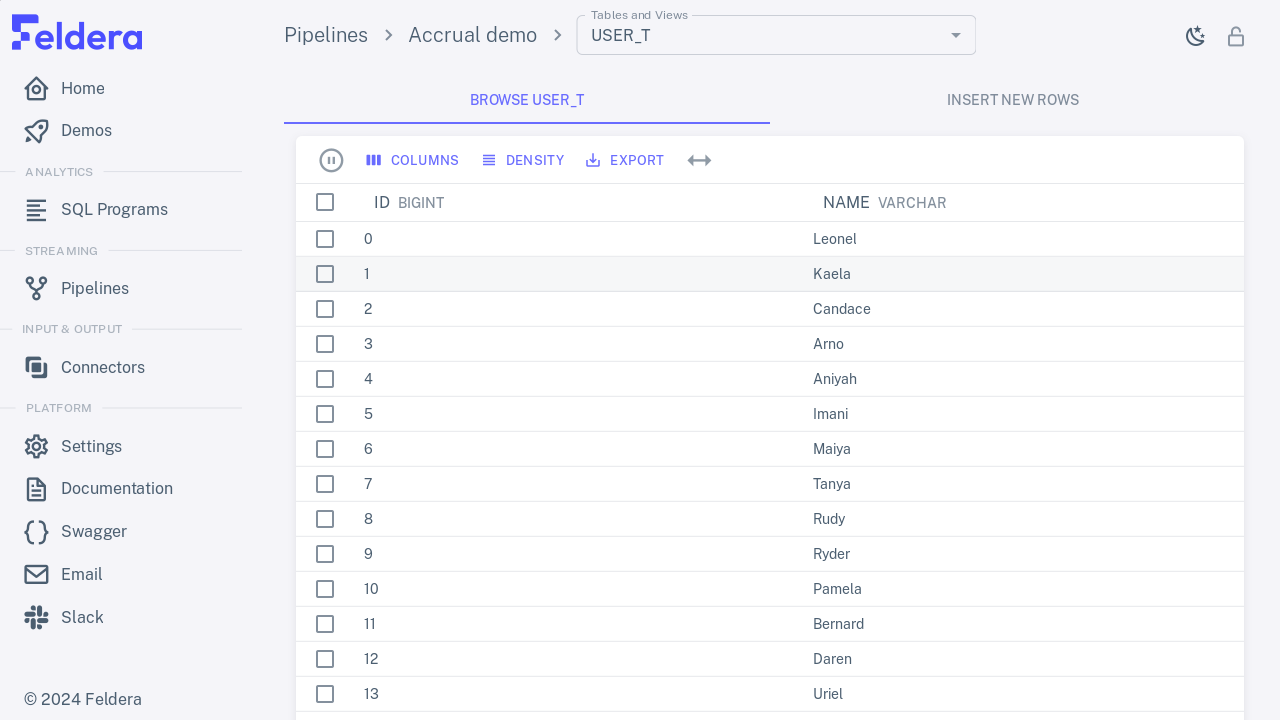 Feldera
Home
Demos
ANALYTICS
SQL Programs
STREAMING
Pipelines
INPUT & OUTPUT
Connectors
PLATFORM
Settings
Documentation
Swagger
Email
Slack
© 2024 Feldera
Pipelines
Accrual demo
Tables and Views
USER_T
BROWSE USER_T
INSERT NEW ROWS
COLUMNS
DENSITY
EXPORT
ID BIGINT NAME VARCHAR
0 Leonel
1 Kaela
2 Candace
3 Arno
4 Aniyah
5 Imani
6 Maiya
7 Tanya
8 Rudy
9 Ryder
10 Pamela
11 Bernard
12 Daren
13 Uriel